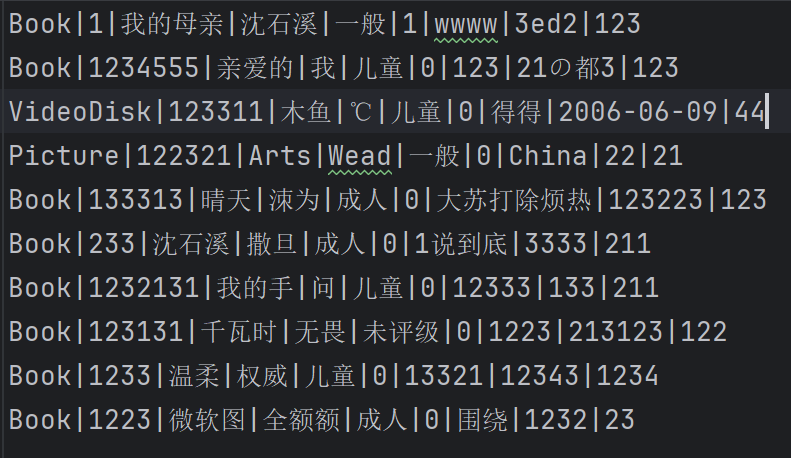 Book|1|我的母亲|沈石溪|一般|1|wwww|3ed2|123
Book|1234555|亲爱的|我|儿童|0|123|21の都3|123
VideoDisk|123311|木鱼|℃|儿童|0|得得|2006-06-09|44
Picture|122321|Arts|Wead|一般|0|China|22|21
Book|133313|晴天|涑为|成人|0|大苏打除烦热|123223|123
Book|233|沈石溪|撒旦|成人|0|1说到底|3333|211
Book|1232131|我的手|问|儿童|0|12333|133|211
Book|123131|千瓦时|无畏|未评级|0|1223|213123|122
Book|1233|温柔|权威|儿童|0|13321|12343|1234
Book|1223|微软图|全额额|成人|0|围绕|1232|23